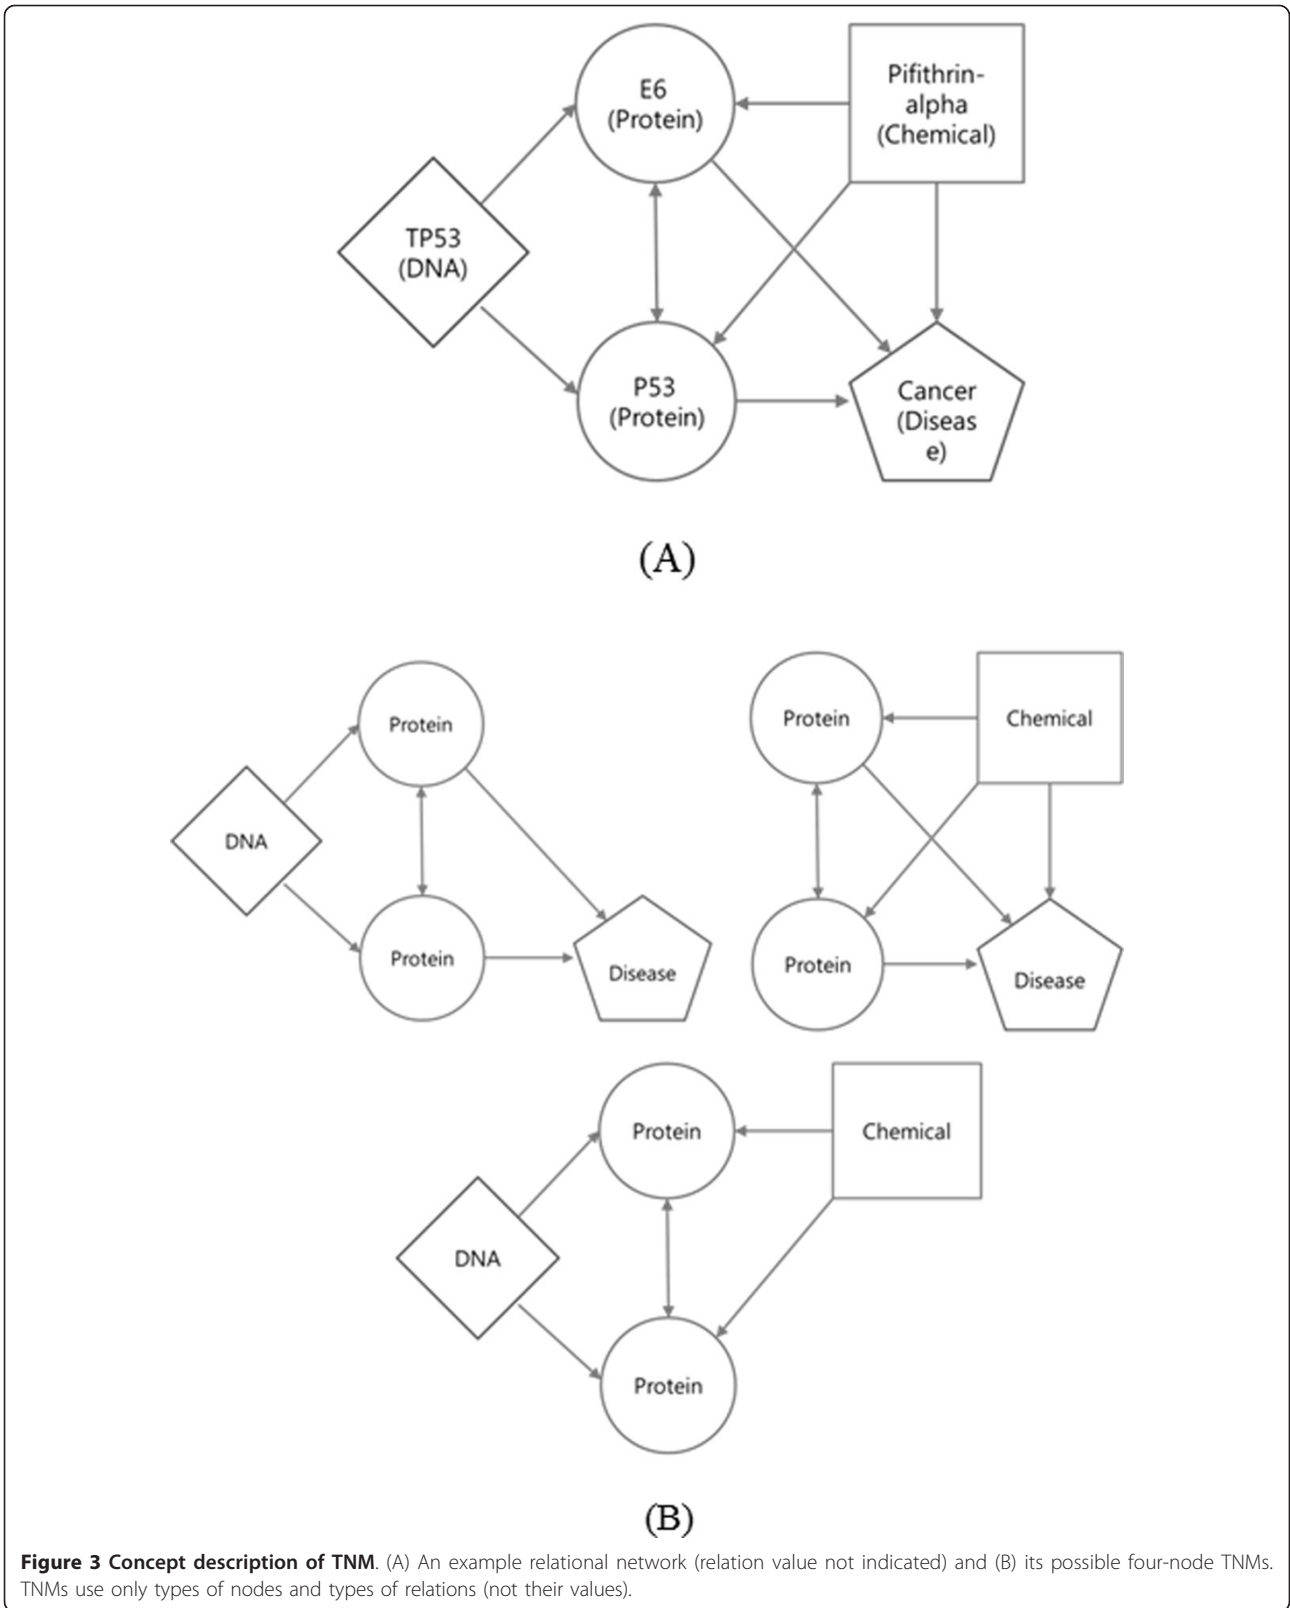 E6
(Protein)
Pifithrin-
alpha
(Chemical)
TP53
(DNA)
P53
(Protein)
Cancer
(Diseas
e)
(A)
Protein
DNA
Protein
Disease
Protein
Chemical
Protein
Disease
Protein
Chemical
DNA
Protein
(B)
Figure 3 Concept description of TNM. (A) An example relational network (relation value not indicated) and (B) its possible four-node TNMs.
TNMs use only types of nodes and types of relations (not their values).